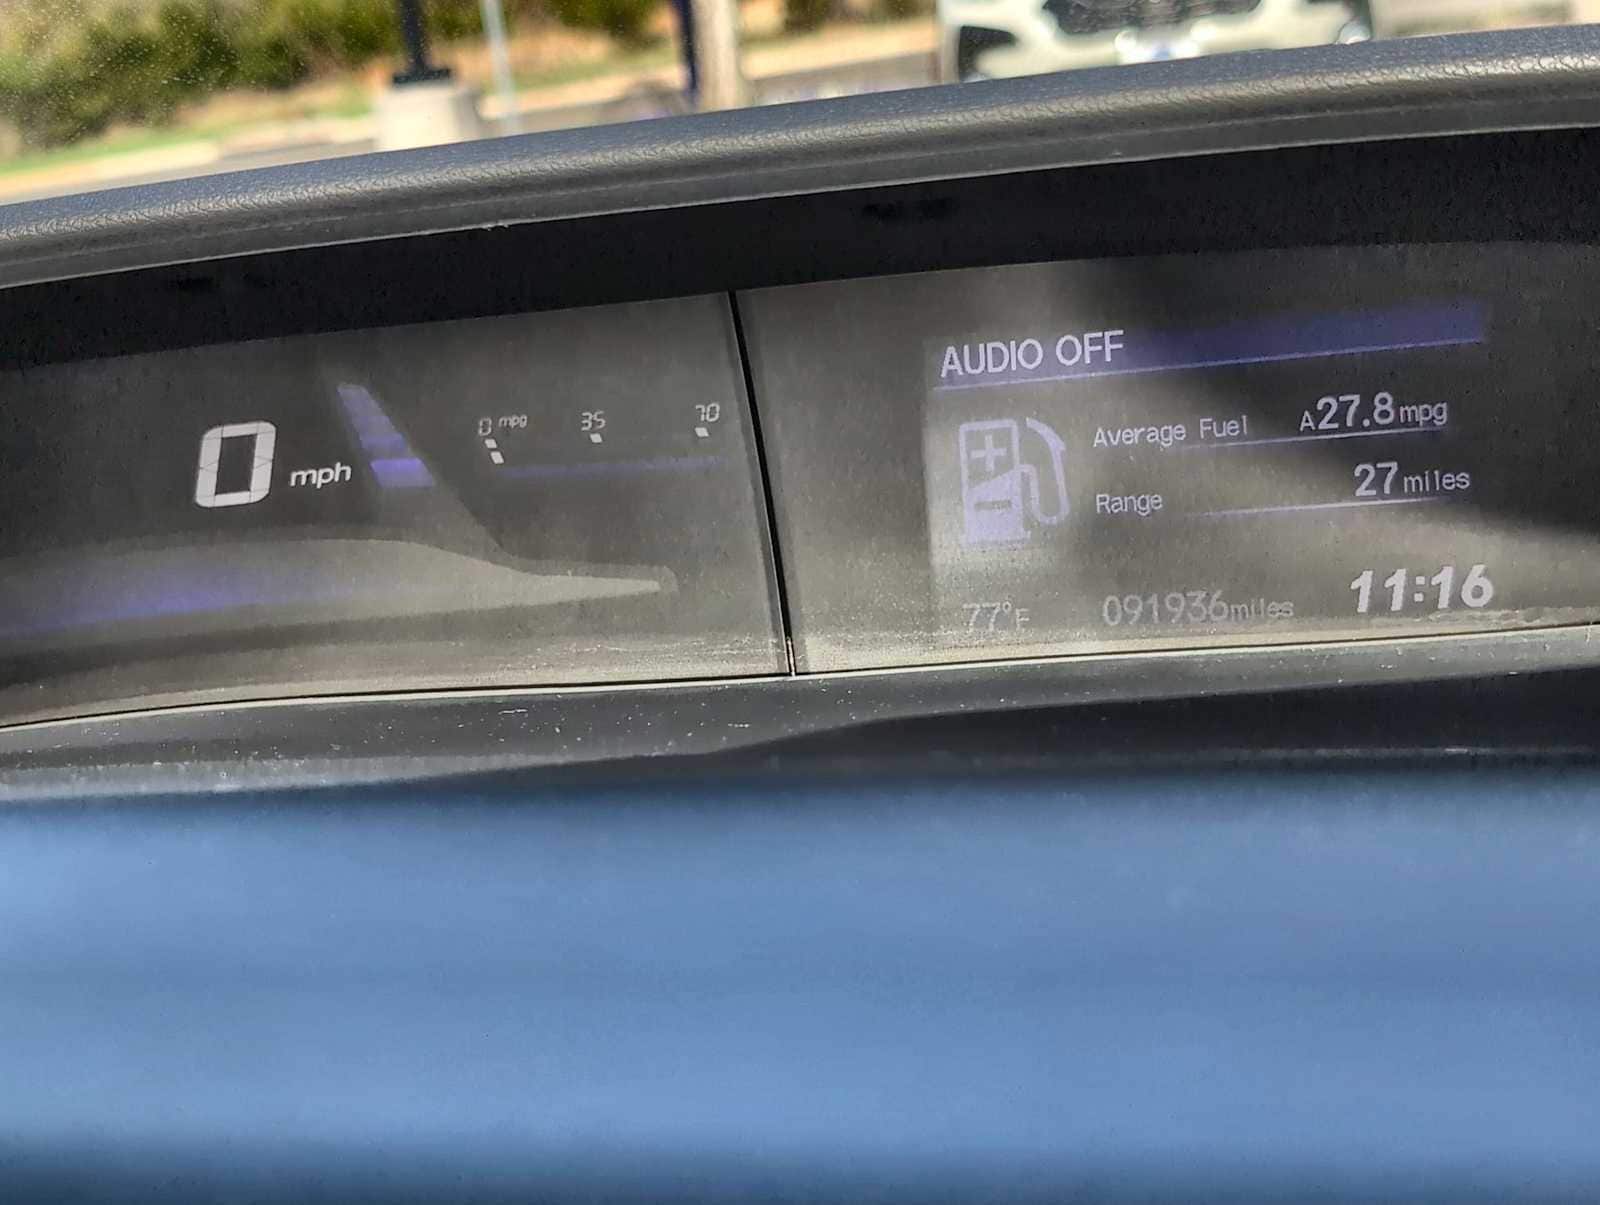 0 mph
0 mpg 35 70
AUDIO OFF
Average Fuel A27.8mpg
Range 27miles
77°F 091936miles 11:16